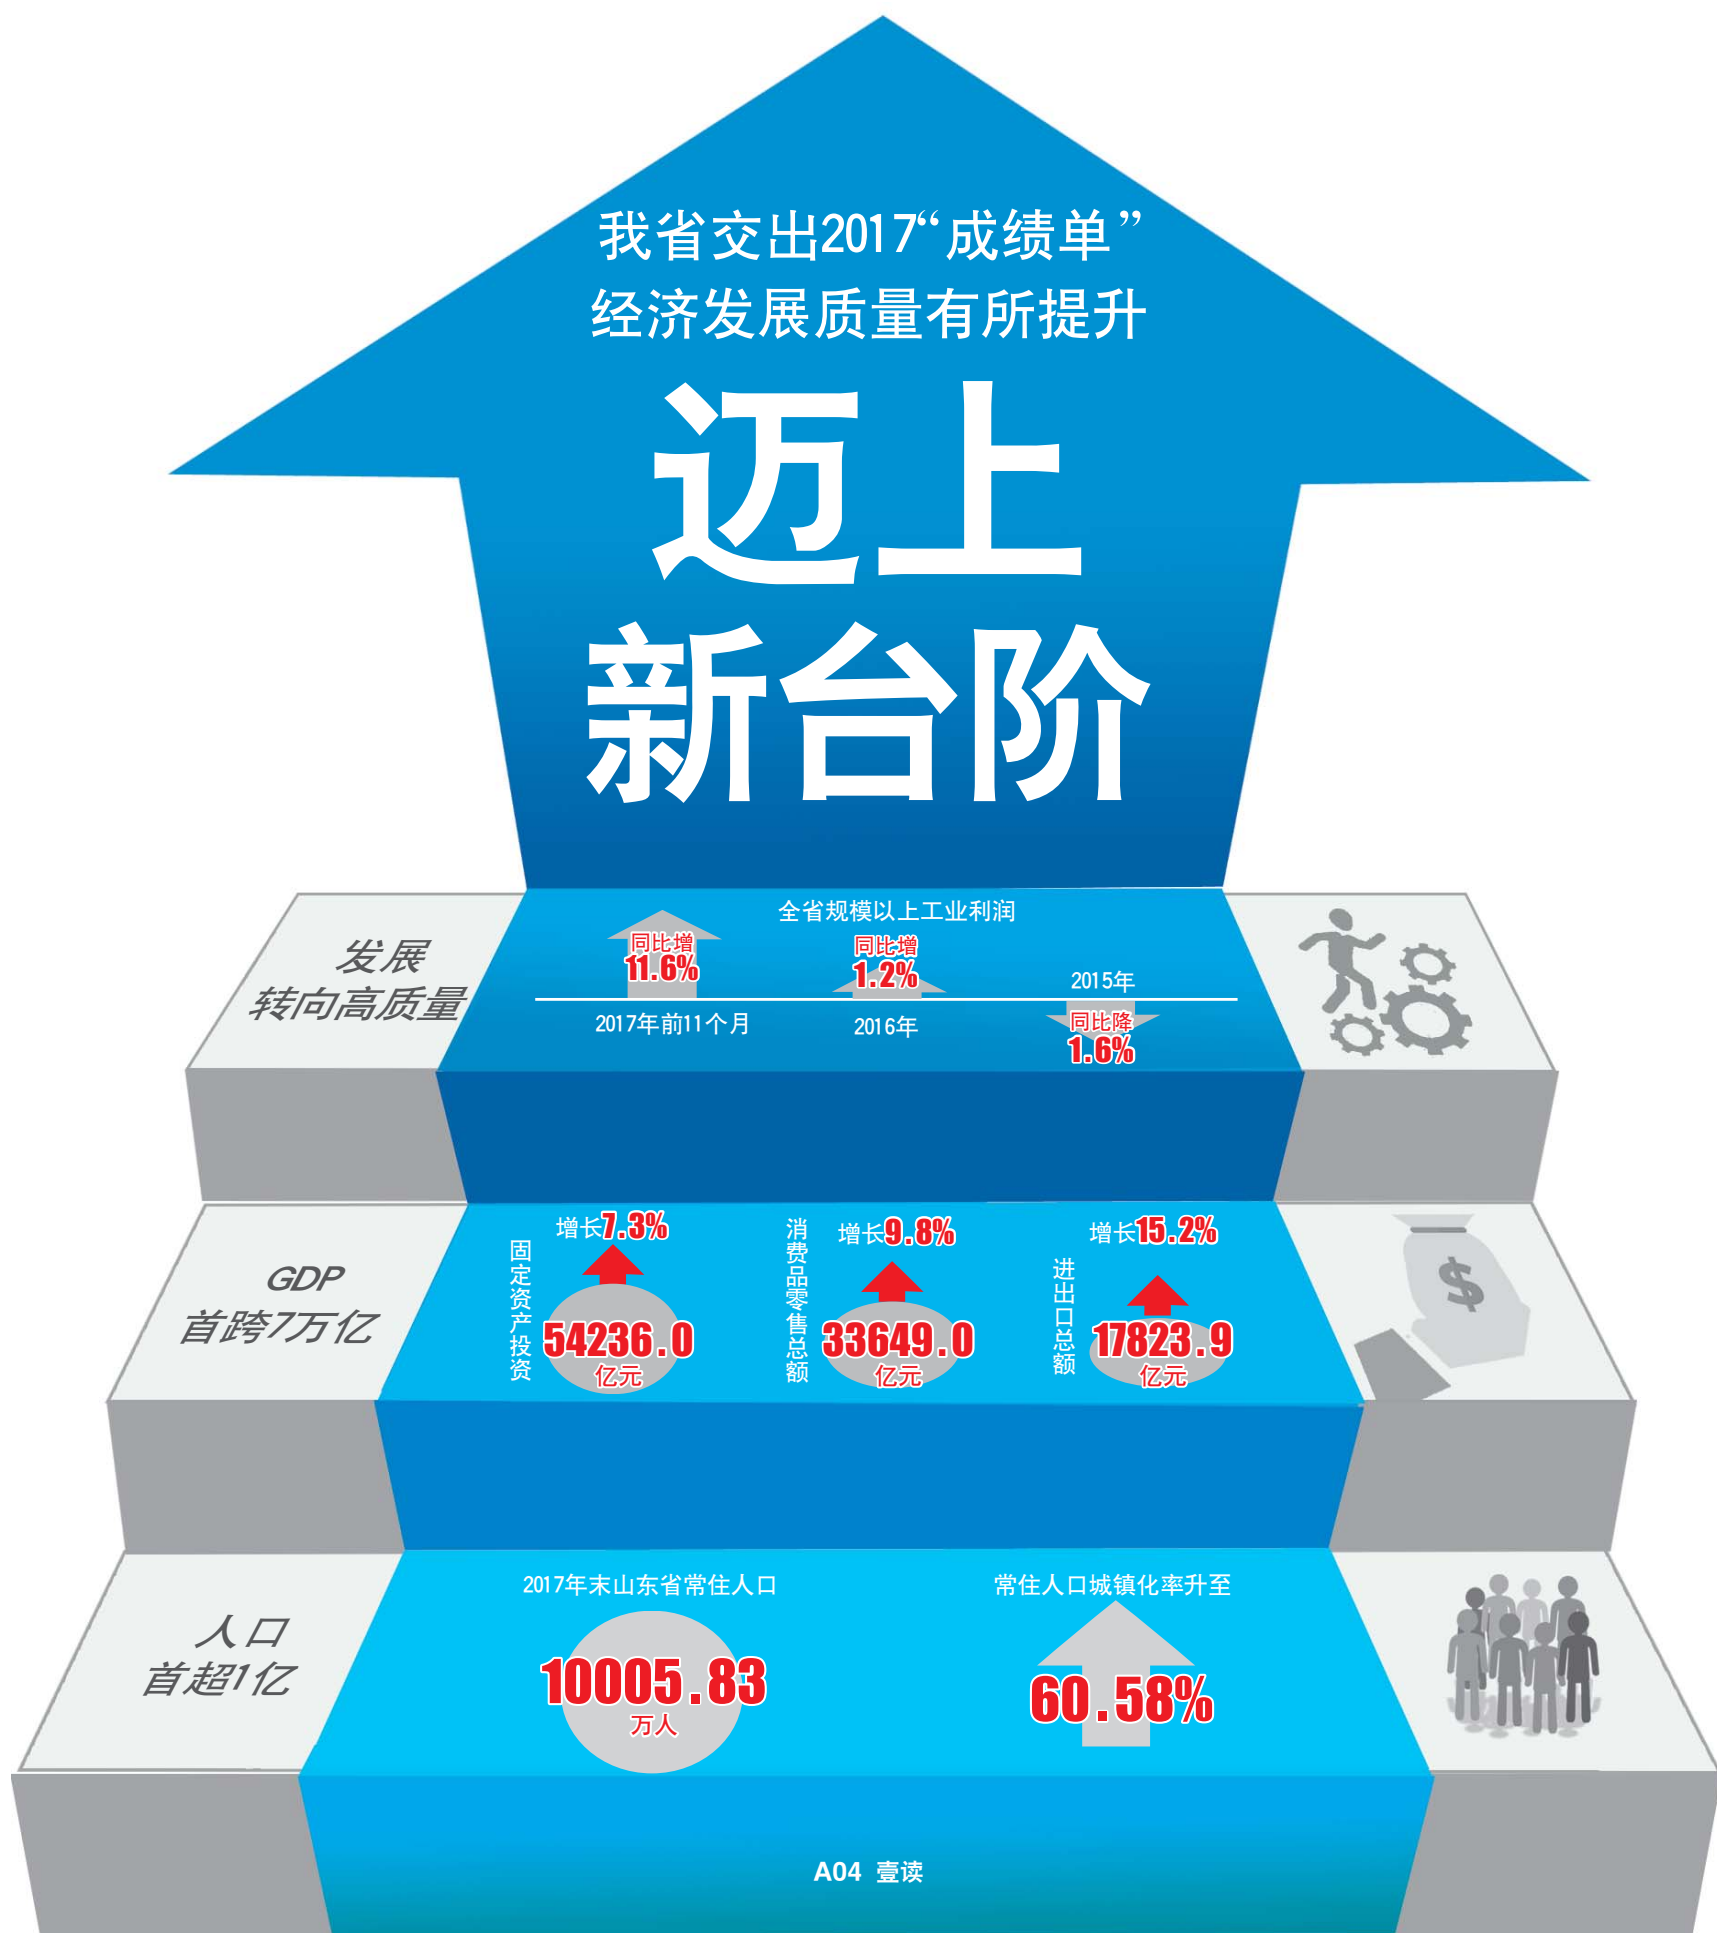 我省交出2017“成绩单”
经济发展质量有所提升
迈上
新台阶
发展
转向高质量
全省规模以上工业利润
同比增
11.6%
2017年前11个月
同比增
1.2%
2016年
2015年
同比降
1.6%
GDP
首跨7万亿
固定资产投资
增长7.3%
54236.0
亿元
消费品零售总额
增长9.8%
33649.0
亿元
进出口总额
增长15.2%
17823.9
亿元
$
人口
首超1亿
2017年末山东省常住人口
10005.83
万人
常住人口城镇化率升至
60.58%
A04 壹读